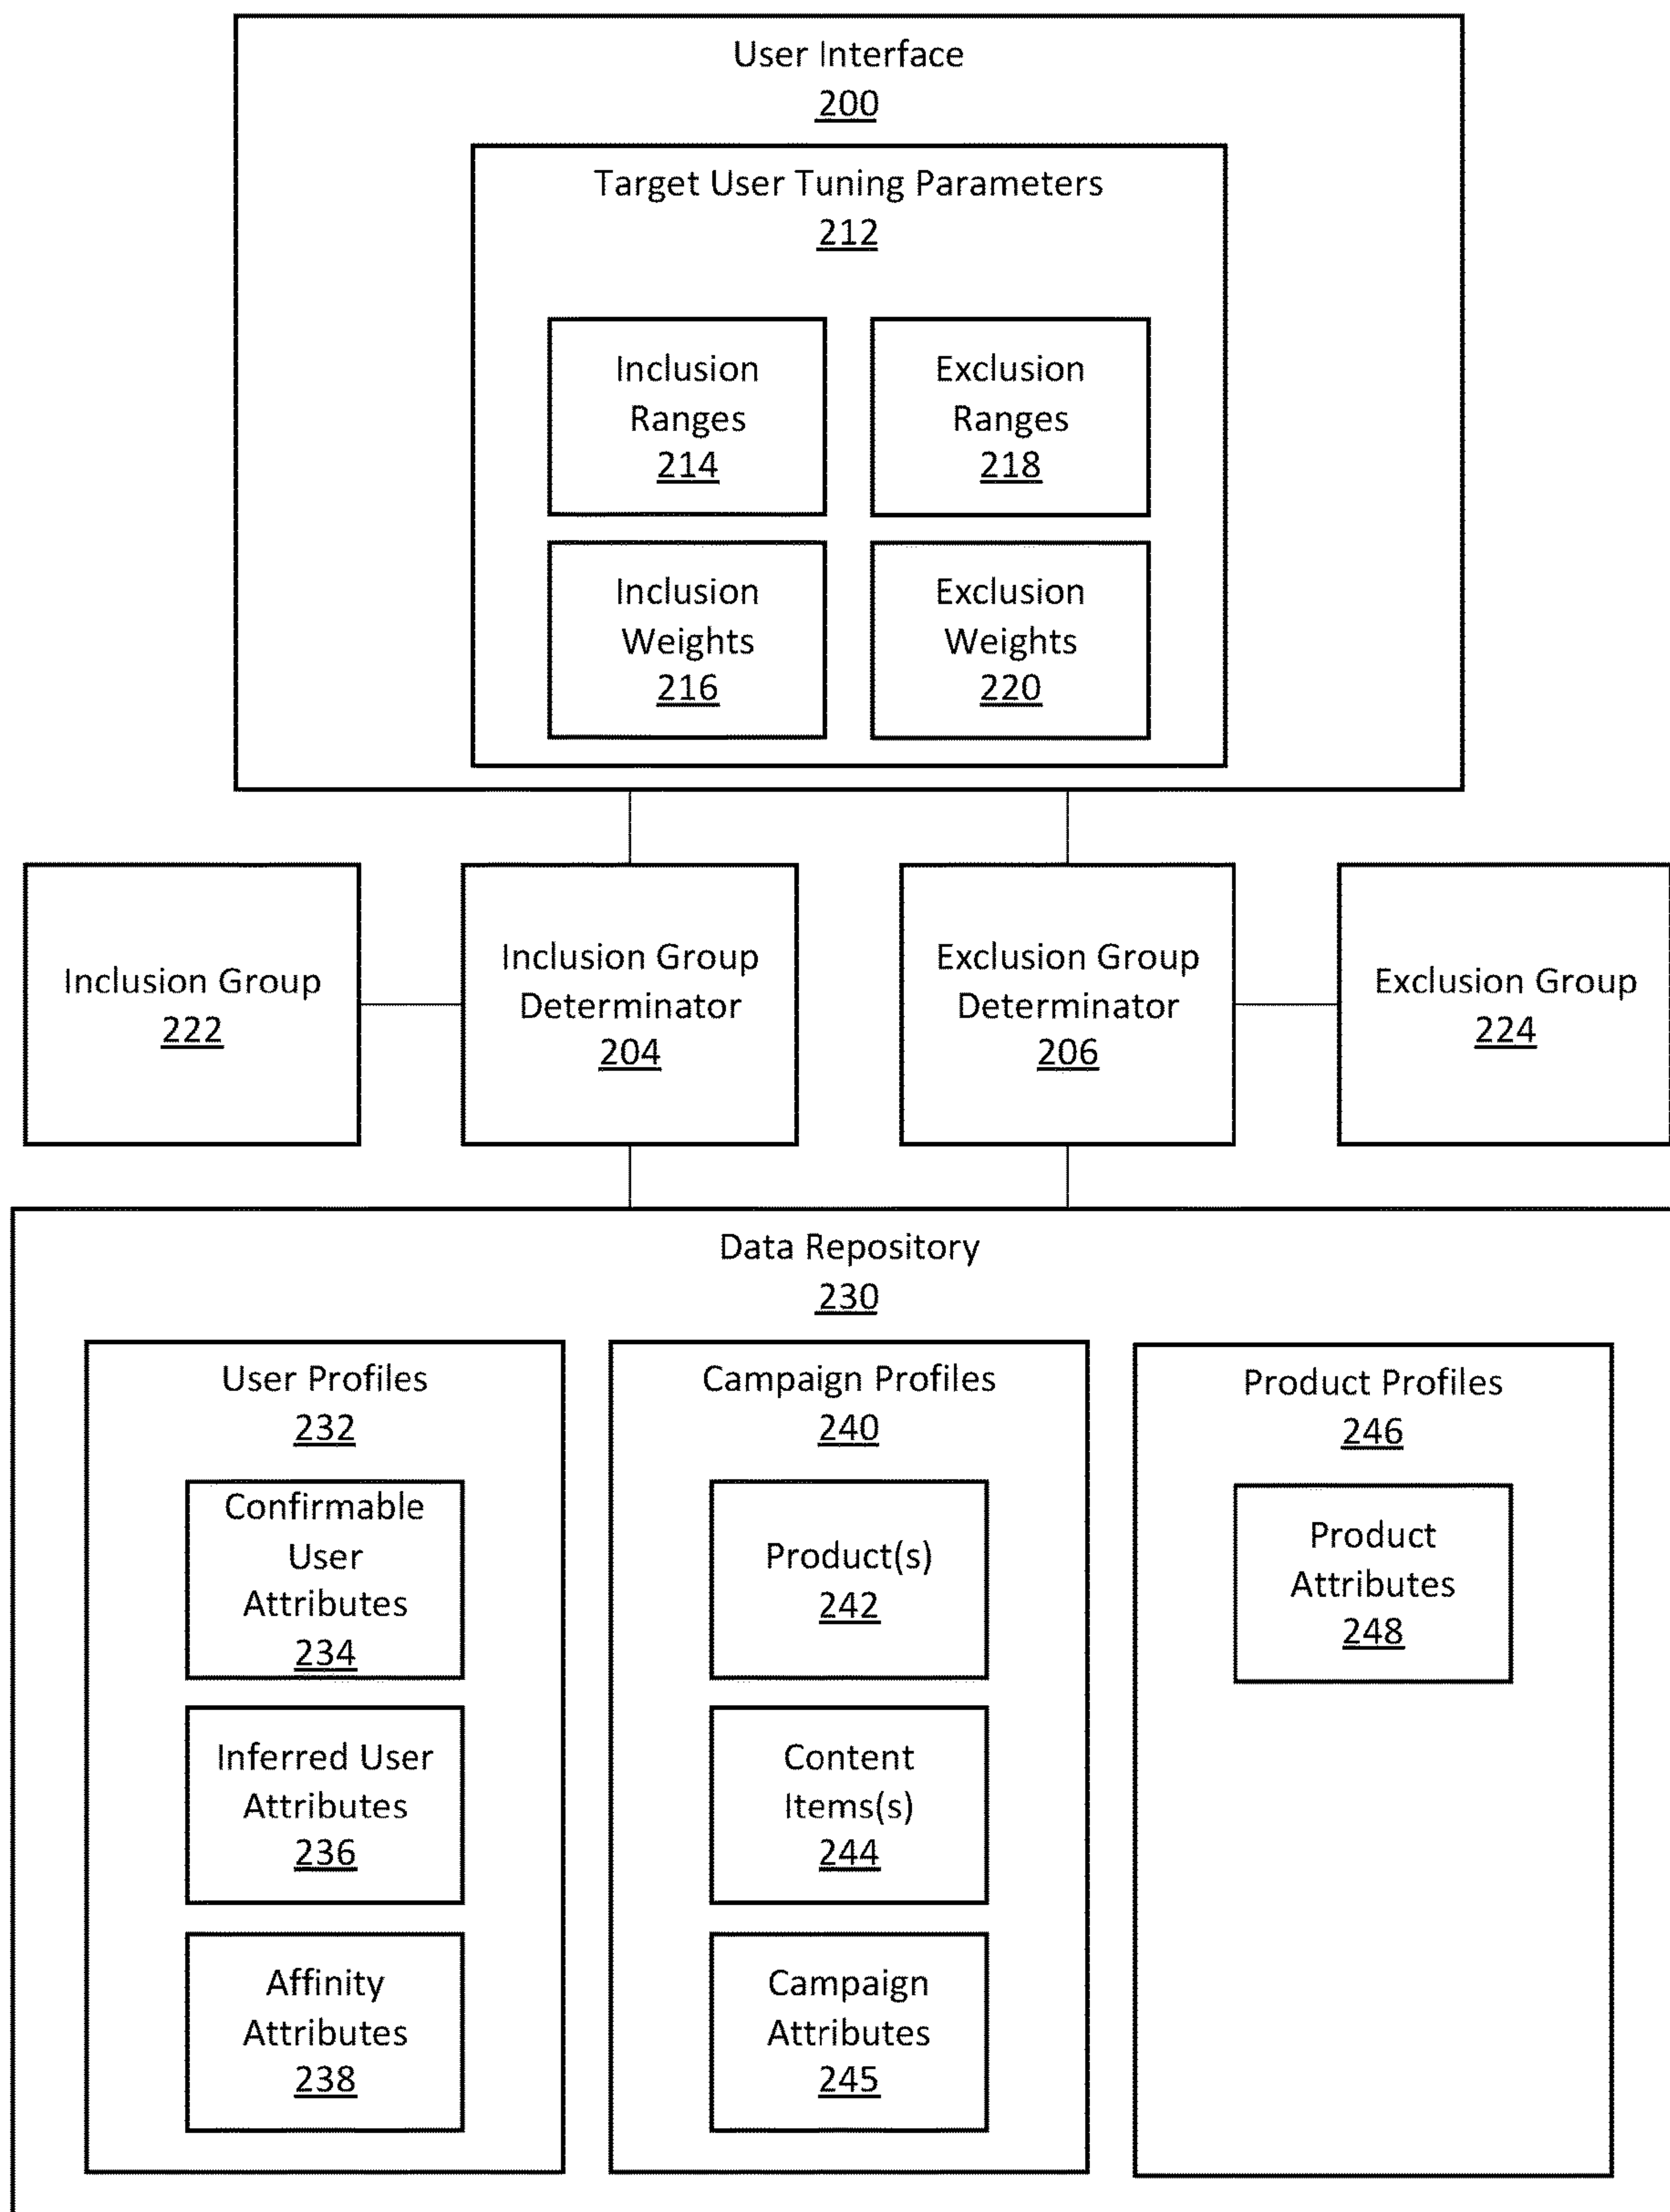 User Interface
200
Target User Tuning Parameters
212
Inclusion
Ranges
214
Exclusion
Ranges
218
Inclusion
Weights
216
Exclusion
Weights
220
Inclusion Group
222
Inclusion Group
Determinator
204
Exclusion Group
Determinator
206
Exclusion Group
224
Data Repository
230
User Profiles
232
Confirmable
User
Attributes
234
Inferred User
Attributes
236
Affinity
Attributes
238
Campaign Profiles
240
Product(s)
242
Content
Items(s)
244
Campaign
Attributes
245
Product Profiles
246
Product
Attributes
248